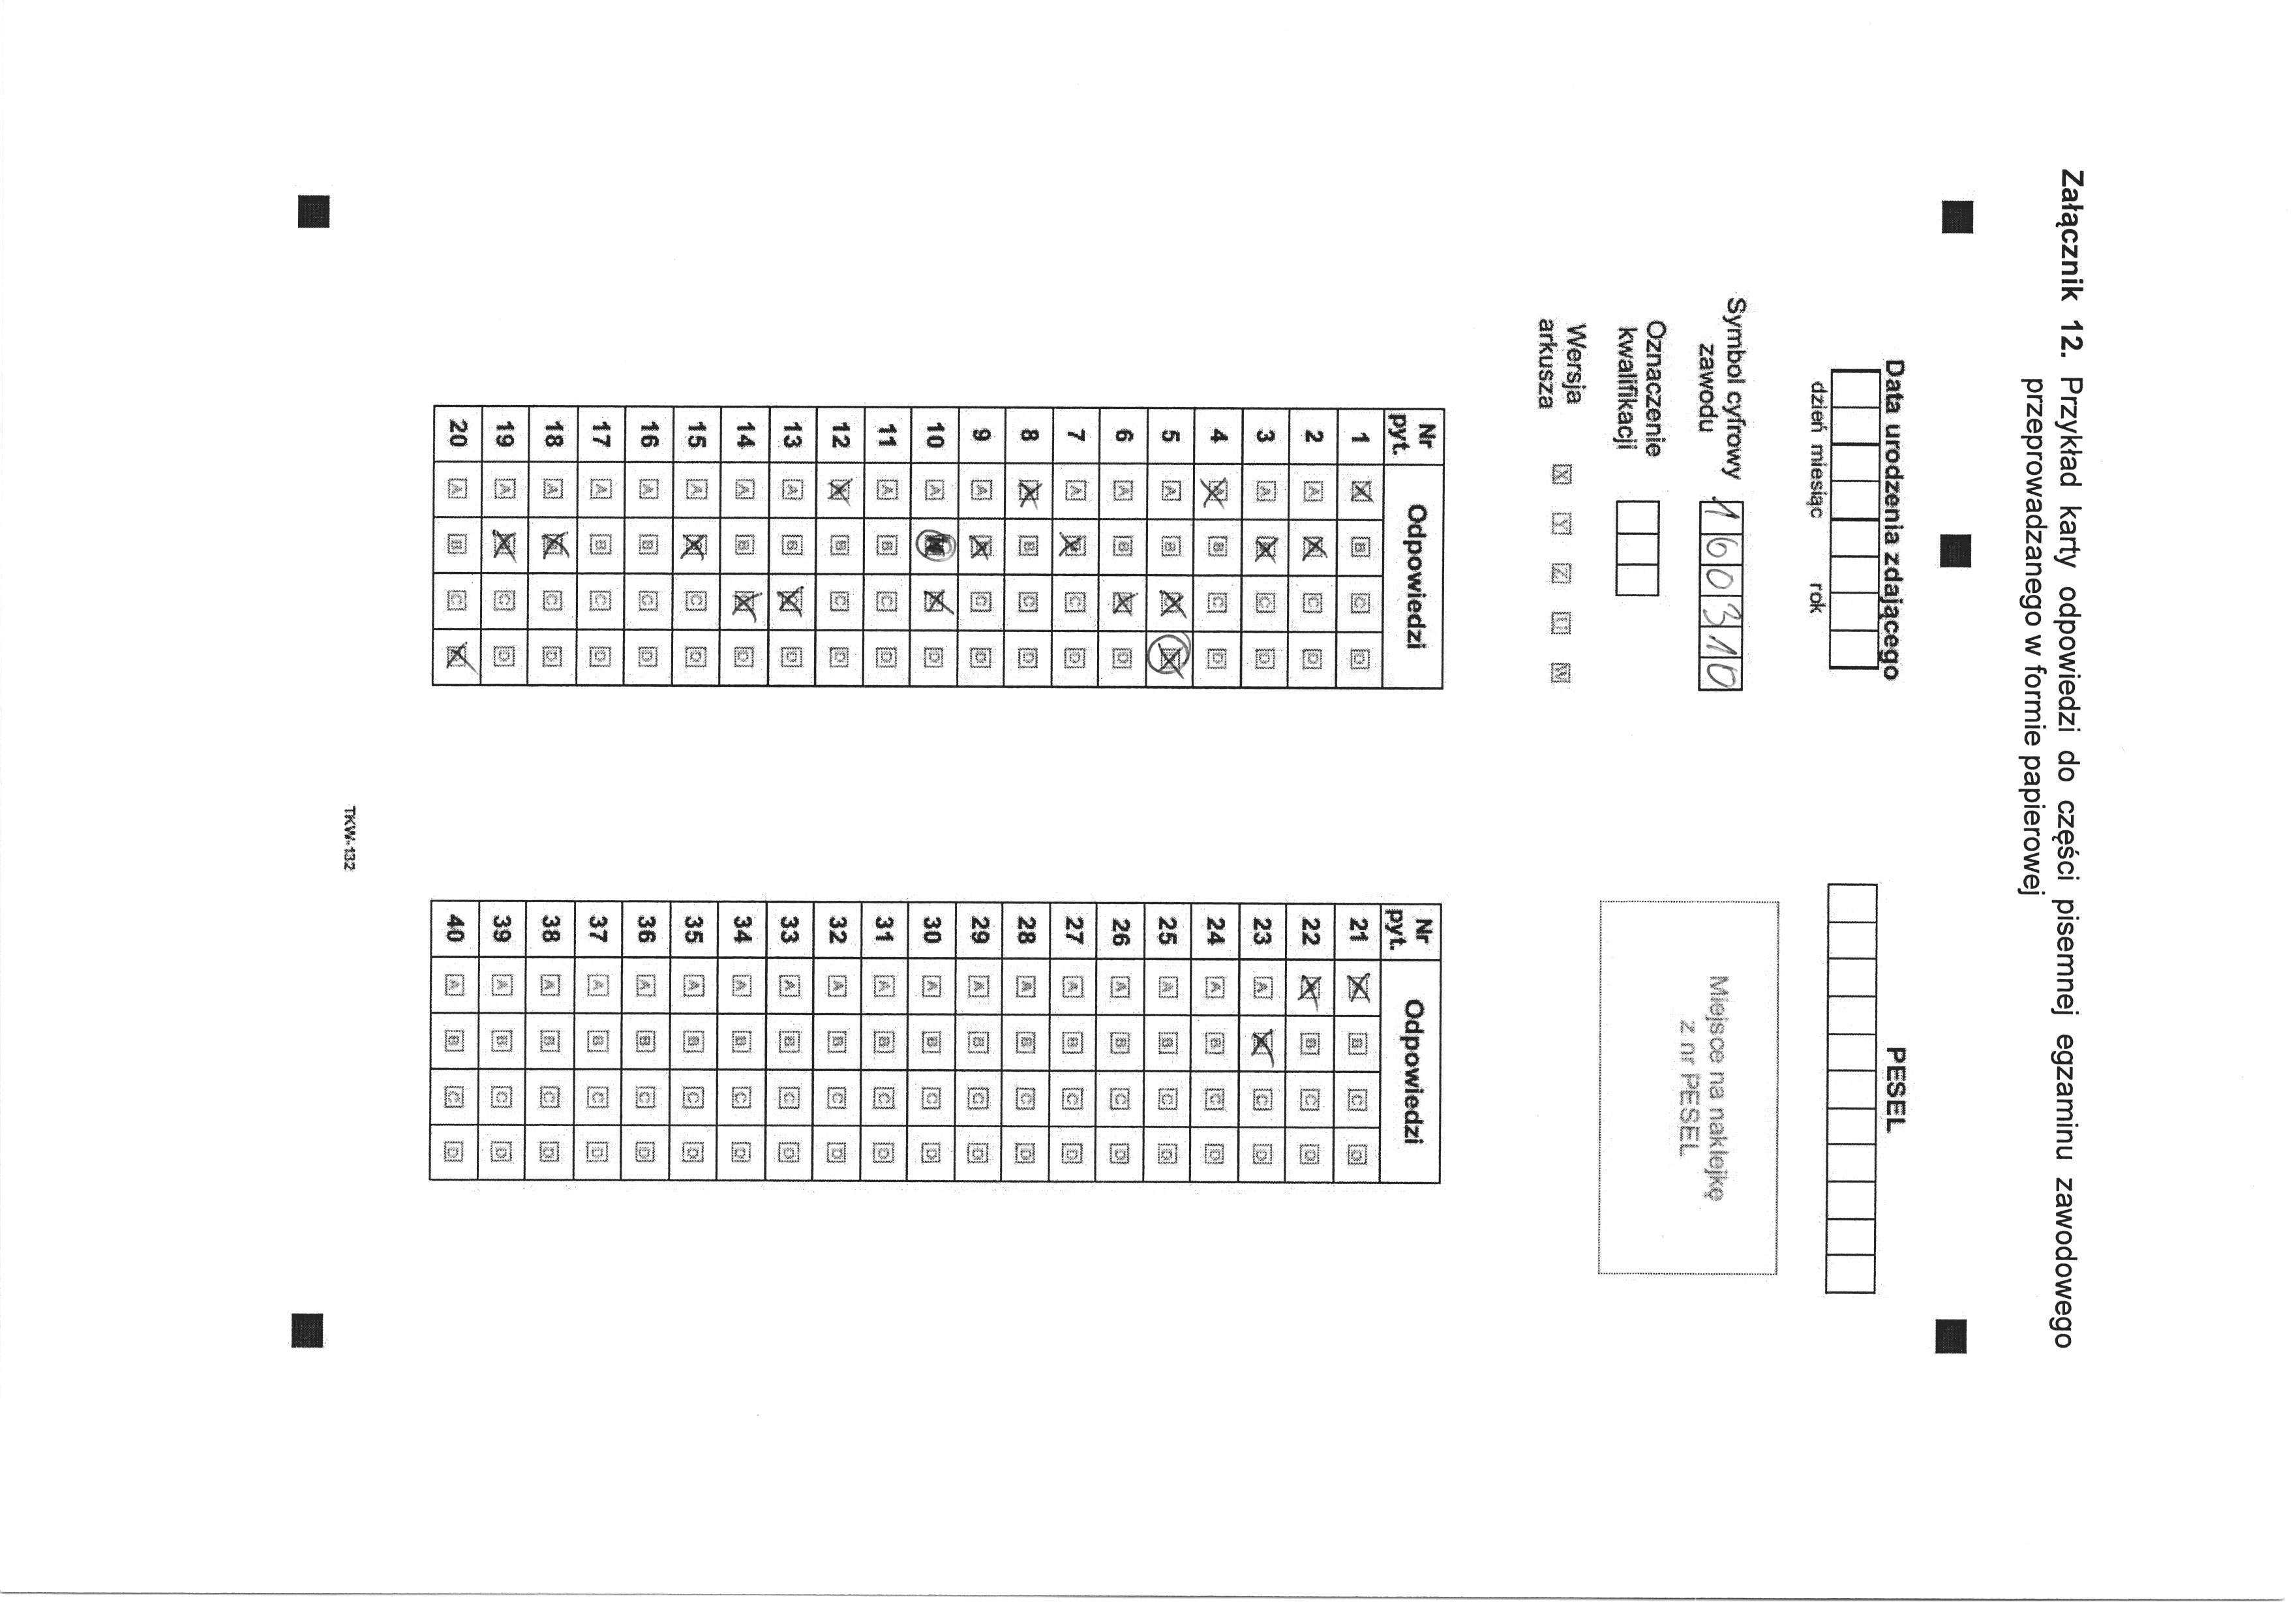 Załącznik 12. Przykład karty odpowiedzi do części pisemnej egzaminu zawodowego
przeprowadzanego w formie papierowej
Data urodzenia zdającego
dzień miesiąc rok
PESEL
Symbol cyfrowy
zawodu
160310
Oznaczenie
kwalifikacji
Wersja
arkusza
X Y Z U W
Miejsce na naklejkę
z nr PESEL
Nr
pyt. Odpowiedzi
1 A B C D
2 A B C D
3 A B C D
4 A B C D
5 A B C D
6 A B C D
7 A B C D
8 A B C D
9 A B C D
10 A B C D
11 A B C D
12 A B C D
13 A B C D
14 A B C D
15 A B C D
16 A B C D
17 A B C D
18 A B C D
19 A B C D
20 A B C D
Nr
pyt. Odpowiedzi
21 A B C D
22 A B C D
23 A B C D
24 A B C D
25 A B C D
26 A B C D
27 A B C D
28 A B C D
29 A B C D
30 A B C D
31 A B C D
32 A B C D
33 A B C D
34 A B C D
35 A B C D
36 A B C D
37 A B C D
38 A B C D
39 A B C D
40 A B C D
TKW-132